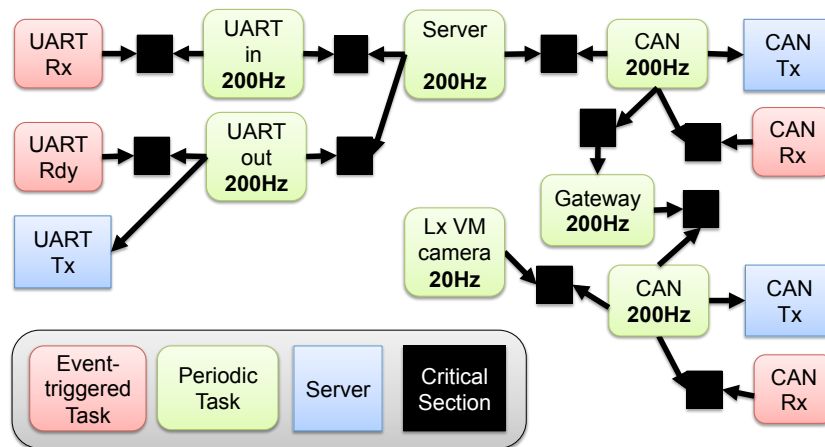 UART
Rx
UART
in
200Hz
Server
200Hz
CAN
200Hz
CAN
Tx
UART
Rdy
UART
out
200Hz
CAN
Rx
Gateway
200Hz
UART
Tx
Lx VM
camera
20Hz
CAN
200Hz
CAN
Tx
CAN
Rx
Event-
triggered
Task
Periodic
Task
Server
Critical
Section